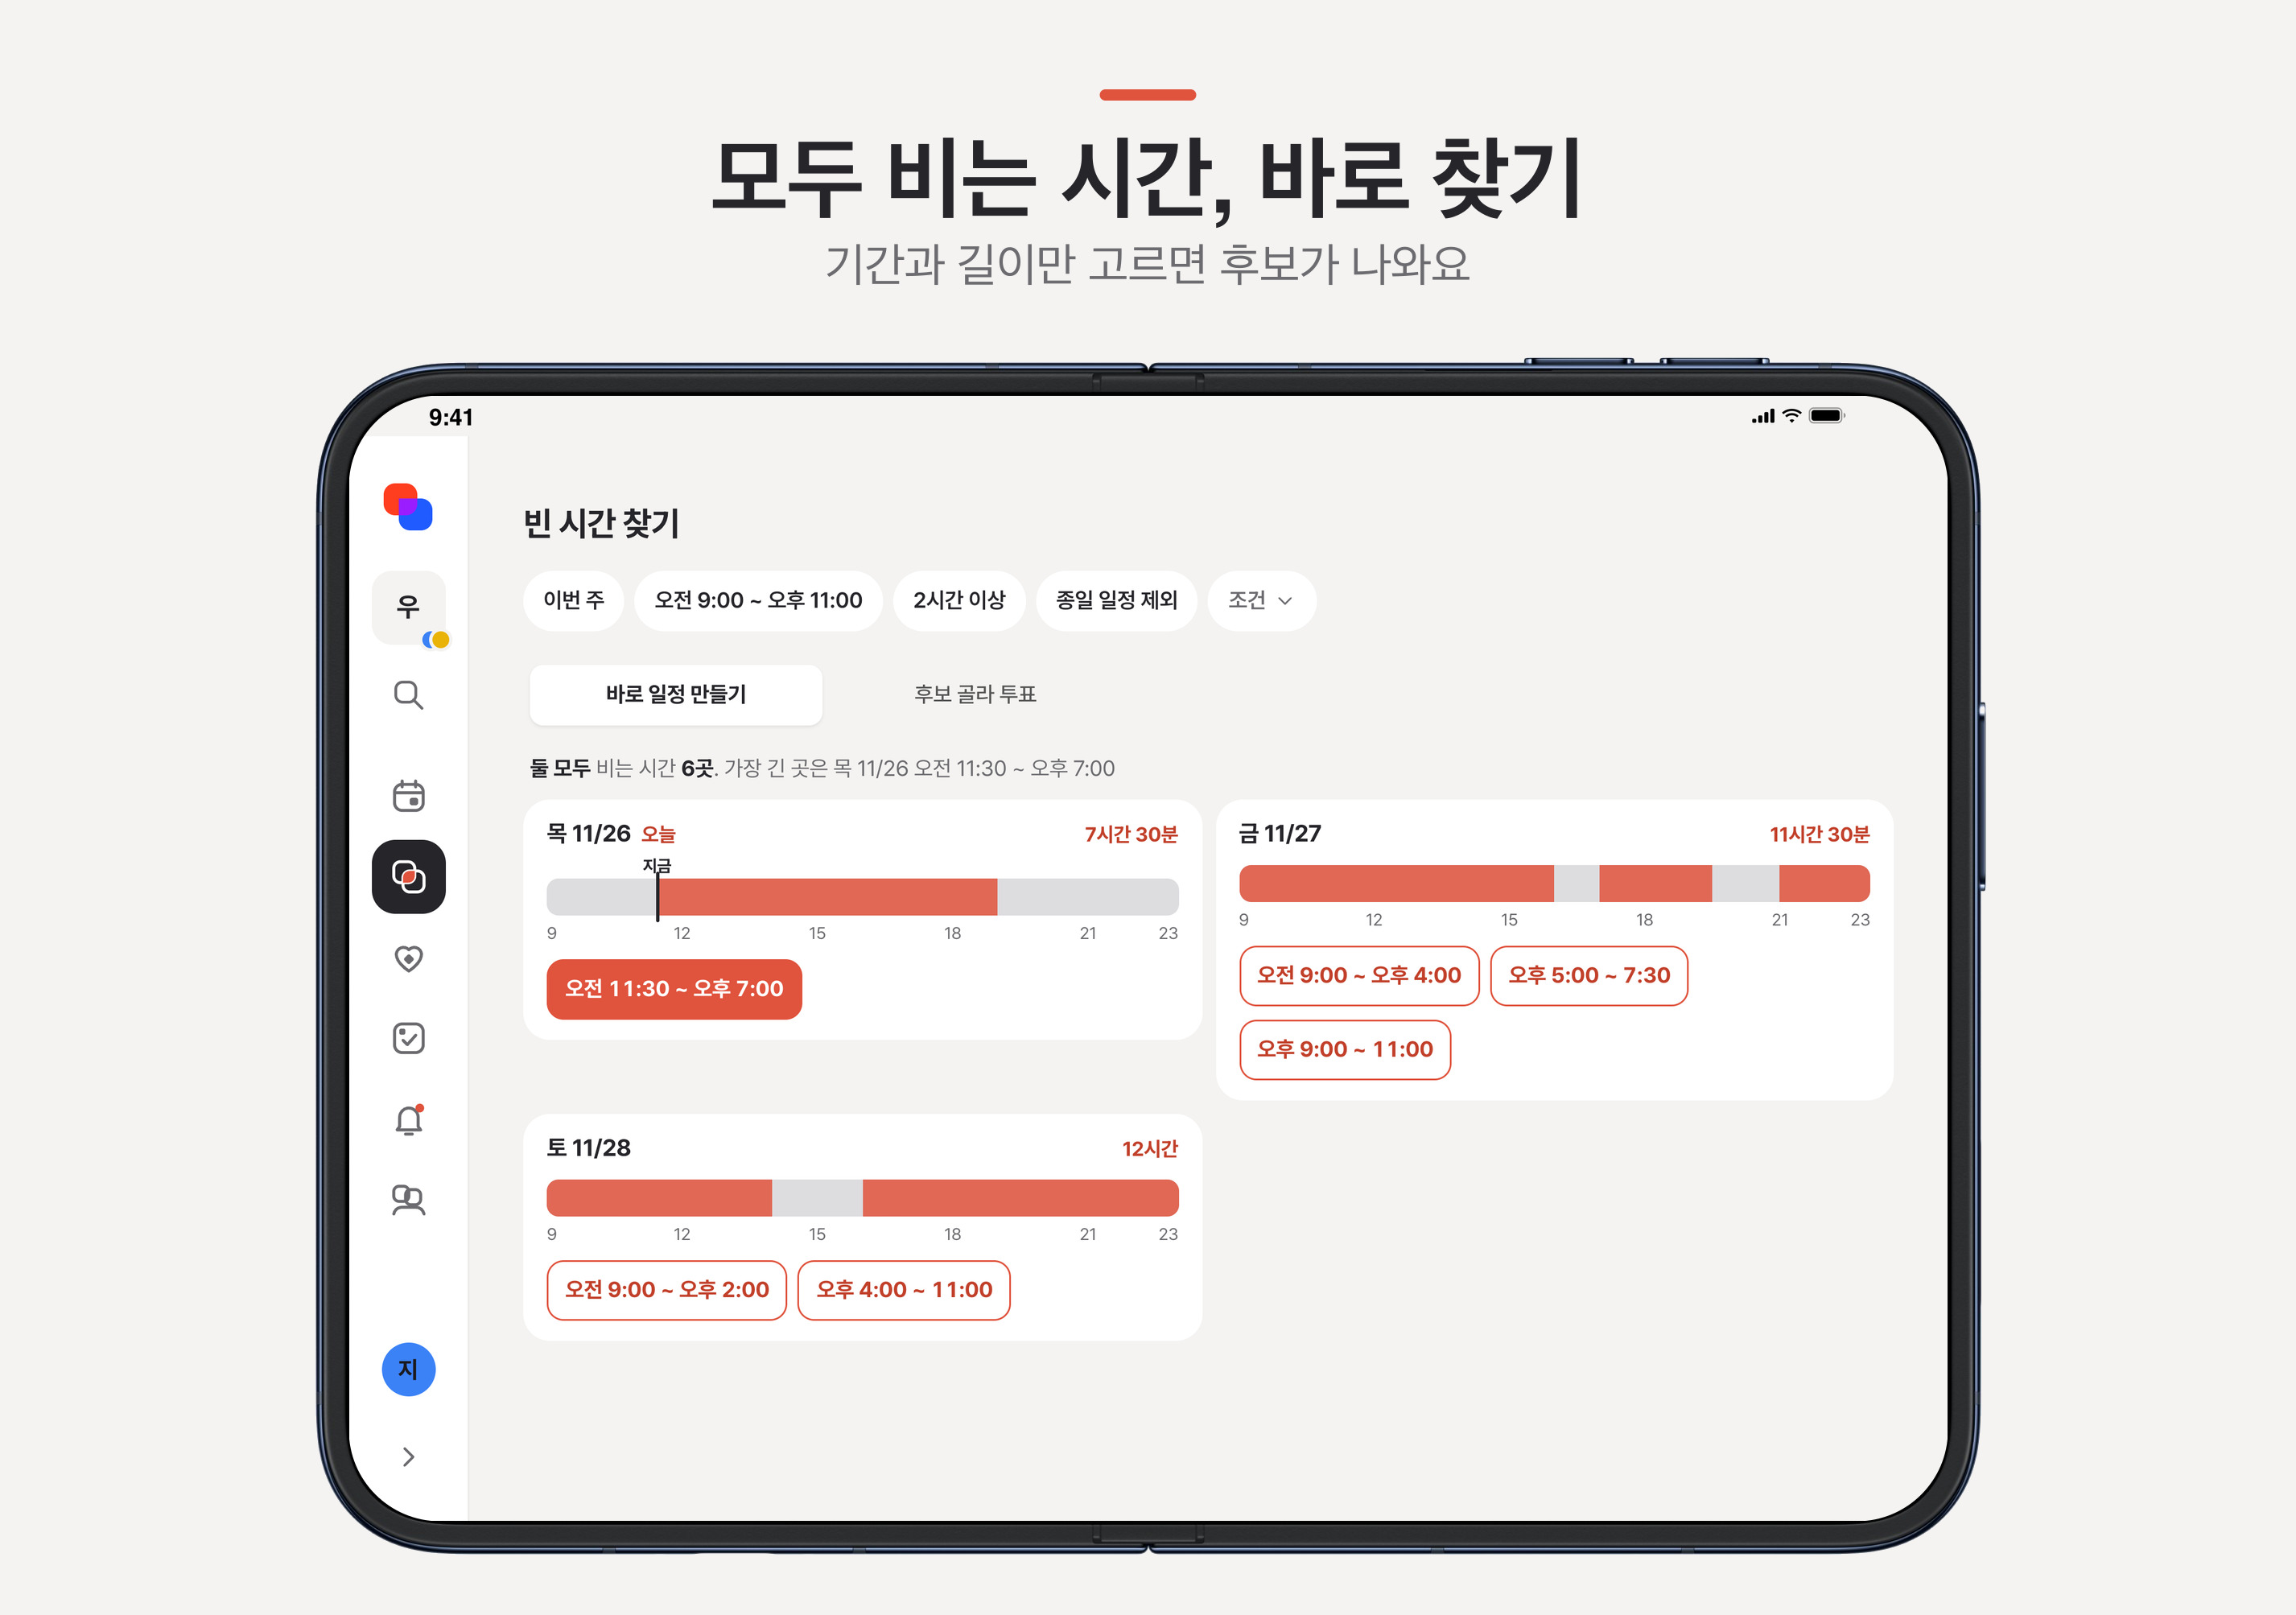 모두 비는 시간, 바로 찾기
기간과 길이만 고르면 후보가 나와요
9:41
우
지
빈 시간 찾기
이번 주
오전 9:00 ~ 오후 11:00
2시간 이상
종일 일정 제외
조건
바로 일정 만들기
후보 골라 투표
둘 모두 비는 시간 6곳. 가장 긴 곳은 목 11/26 오전 11:30 ~ 오후 7:00
목 11/26 오늘
7시간 30분
지금
9 12 15 18 21 23
오전 11:30 ~ 오후 7:00
금 11/27
11시간 30분
9 12 15 18 21 23
오전 9:00 ~ 오후 4:00
오후 5:00 ~ 7:30
오후 9:00 ~ 11:00
토 11/28
12시간
9 12 15 18 21 23
오전 9:00 ~ 오후 2:00
오후 4:00 ~ 11:00